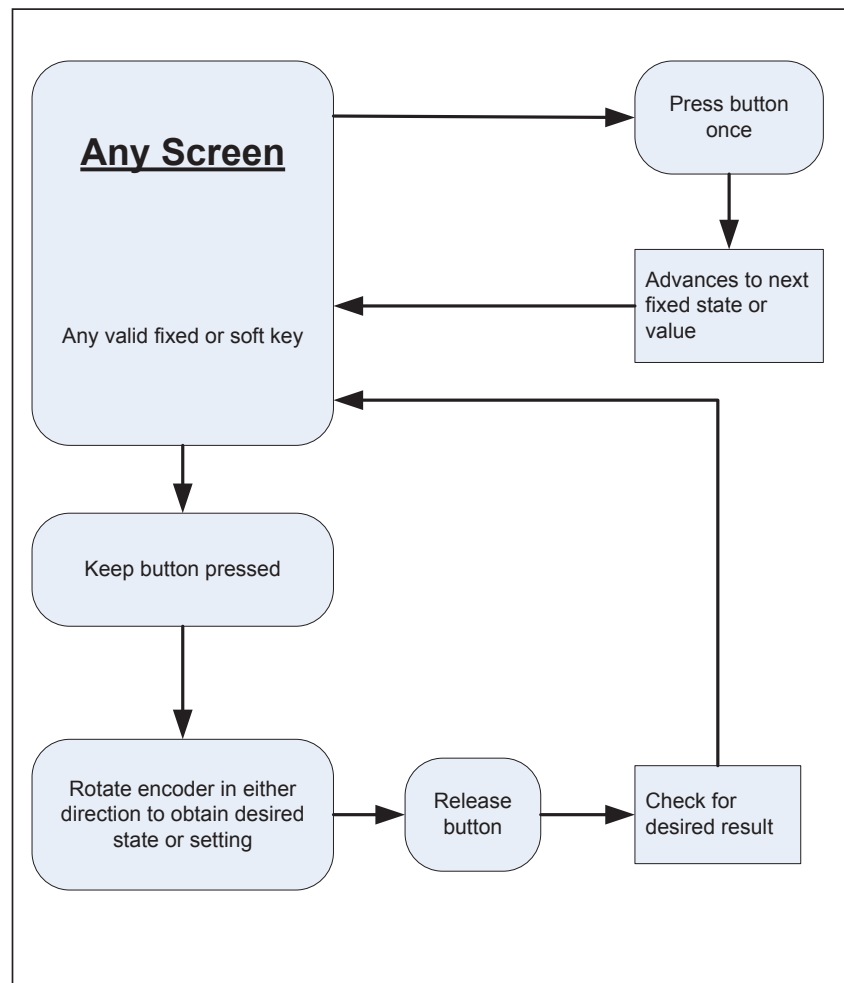 Any Screen
Any valid fixed or soft key
Press button
once
Advances to next
fixed state or
value
Keep button pressed
Rotate encoder in either
direction to obtain desired
state or setting
Release
button
Check for
desired result